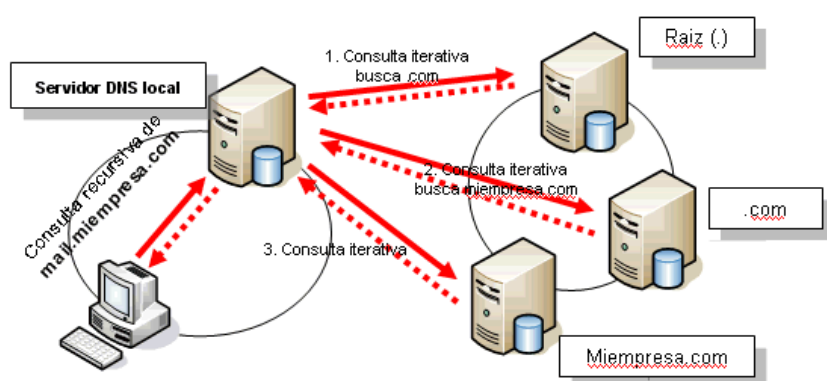 Raiz (.)
1. Consulta iterativa
busca .com
Servidor DNS local
Consulta recursiva de
mail.miempresa.com
2. Consulta iterativa
busca miempresa.com
.com
3. Consulta iterativa
Miempresa.com